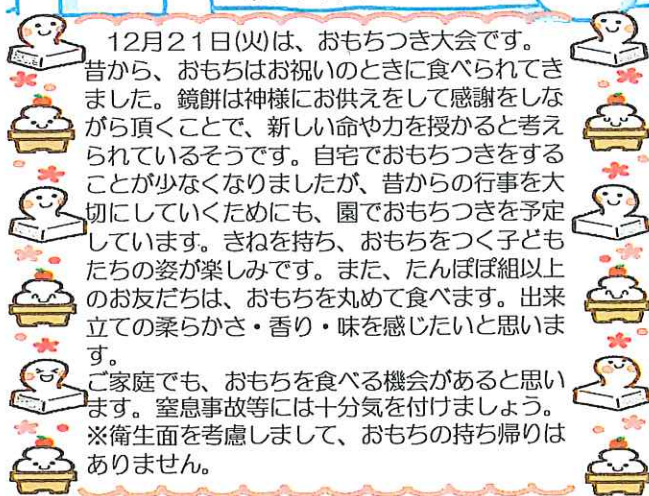 12月21日(火)は、おもちつき大会です。
昔から、おもちはお祝いのときに食べられてき
ました。鏡餅は神様にお供えをして感謝をしな
がら頂くことで、新しい命や力を授かると考え
られているそうです。自宅でおもちつきをする
ことが少なくなりましたが、昔からの行事を大
切にしていくためにも、園でおもちつきを予定
しています。きねを持ち、おもちをつく子ども
たちの姿が楽しみです。また、たんぽぽ組以上
のお友だちは、おもちを丸めて食べます。出来
立ての柔らかさ・香り・味を感じたいと思いま
す。
ご家庭でも、おもちを食べる機会があると思い
ます。窒息事故等には十分気を付けましょう。
※衛生面を考慮しまして、おもちの持ち帰りは
ありません。